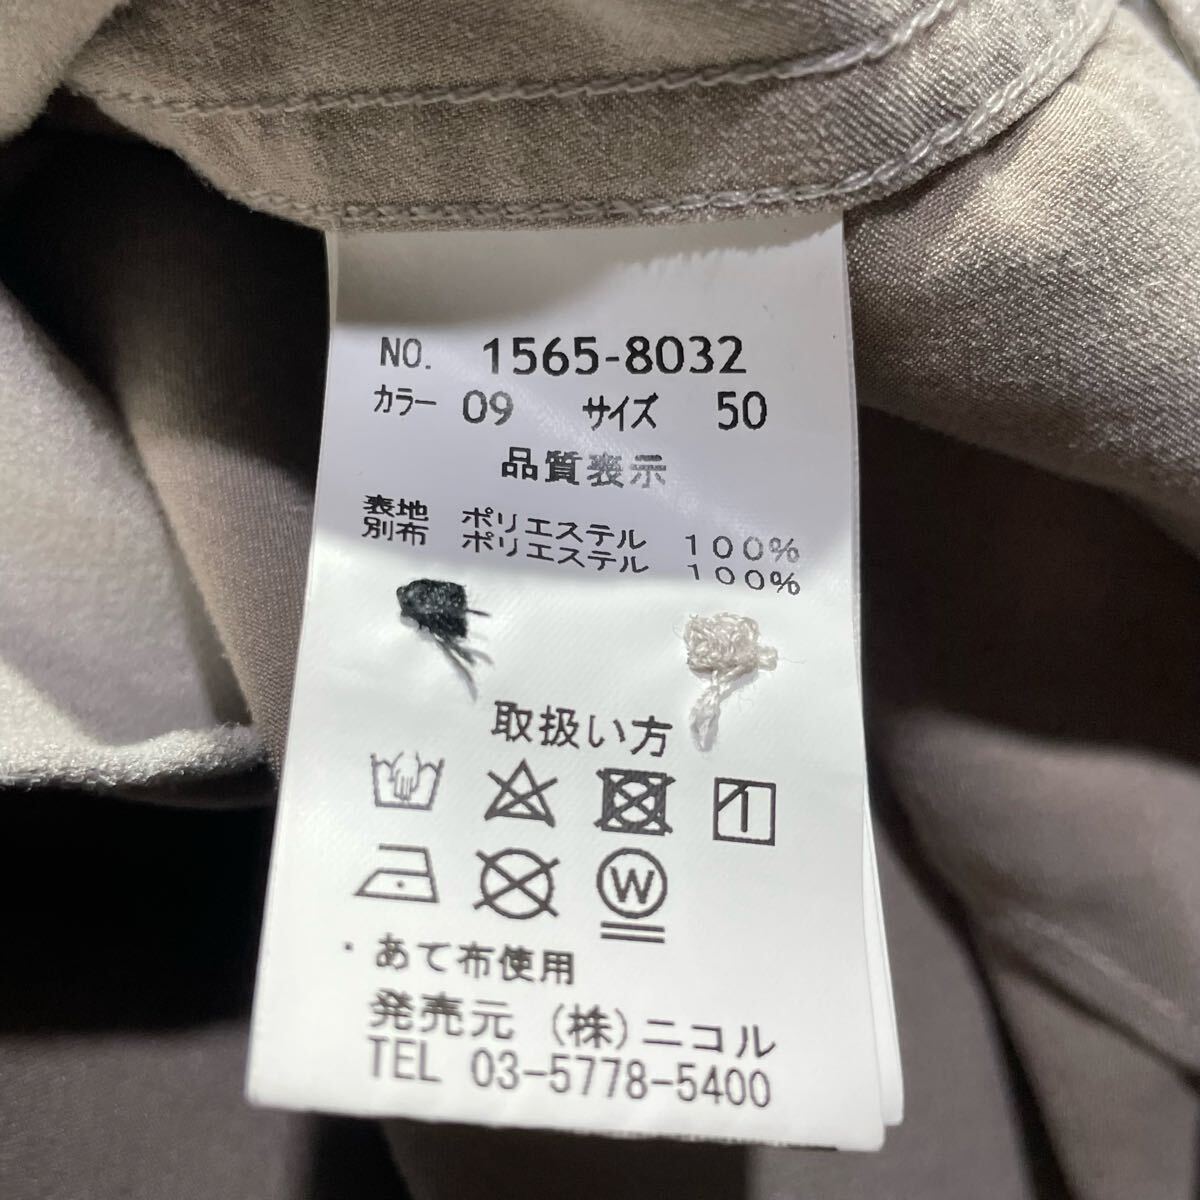 NO. 1565-8032
カラー 09 サイズ 50
品質表示
表地 ポリエステル 100%
別布 ポリエステル 100%
取扱い方
W
・あて布使用
発売元 (株)ニコル
TEL 03-5778-5400